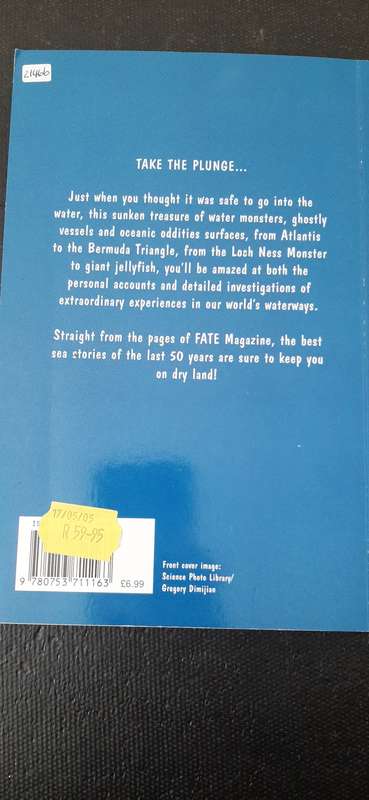 21466
TAKE THE PLUNGE...
Just when you thought it was safe to go into the
water, this sunken treasure of water monsters, ghostly
vessels and oceanic oddities surfaces, from Atlantis
to the Bermuda Triangle, from the Loch Ness Monster
to giant jellyfish, you'll be amazed at both the
personal accounts and detailed investigations of
extraordinary experiences in our world's waterways.
Straight from the pages of FATE Magazine, the best
sea stories of the last 50 years are sure to keep you
on dry land!
17/05/05
R 59-95
9 780753 711163
£6.99
Front cover image:
Science Photo Library/
Gregory Dimijian